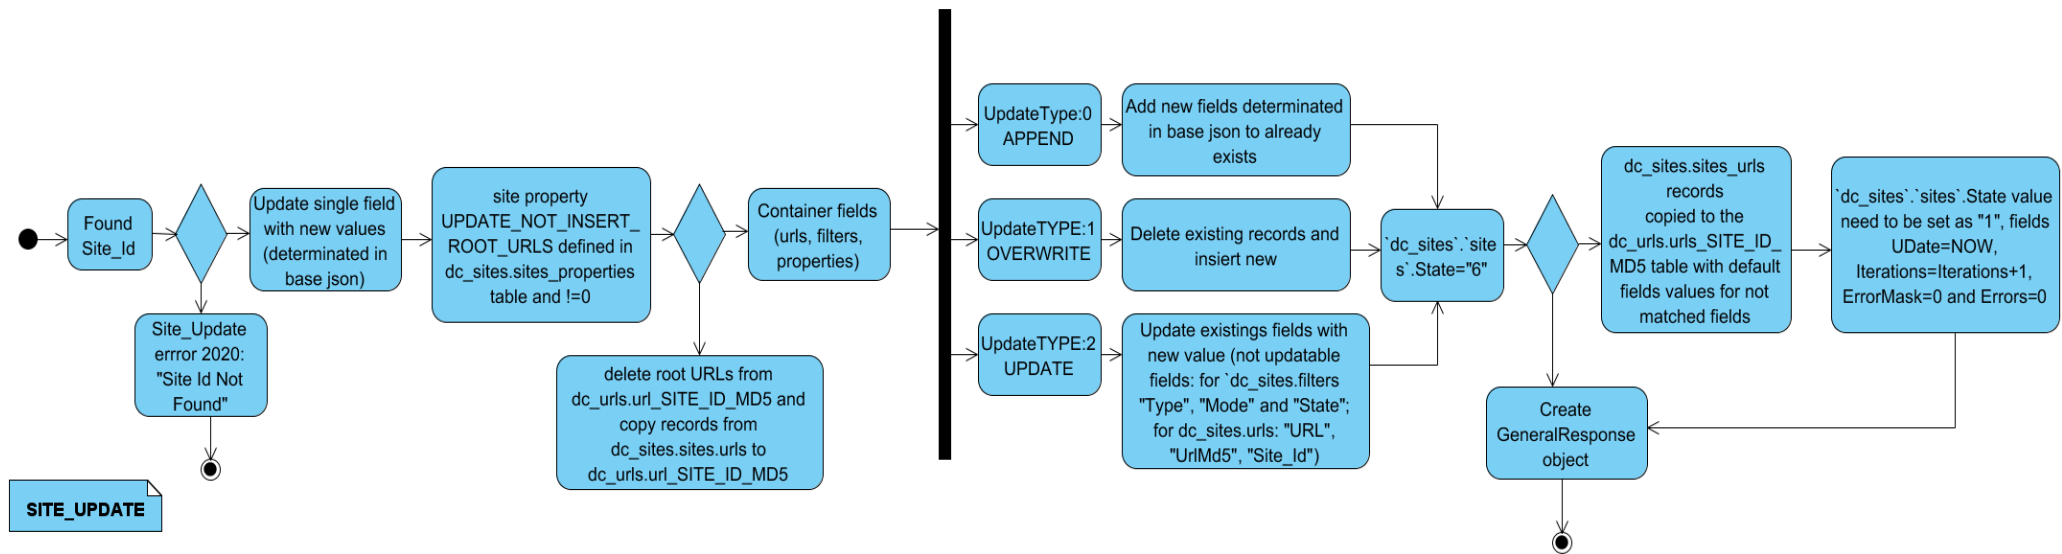 Found
Site_Id
Update single field
with new values
(determinated in
base json)
Site_Update
errror 2020:
"Site Id Not
Found"
SITE_UPDATE
site property
UPDATE_NOT_INSERT_
ROOT_URLS defined in
dc_sites.sites_properties
table and !=0
Container fields
(urls, filters,
properties)
delete root URLs from
dc_urls.url_SITE_ID_MD5 and
copy records from
dc_sites.sites.urls to
dc_urls.url_SITE_ID_MD5
UpdateType:0
APPEND
Add new fields determinated
in base json to already
exists
UpdateTYPE:1
OVERWRITE
Delete existing records and
insiert new
UpdateTYPE:2
UPDATE
Update existings fields with
new value (not updatable
fields: for `dc_sites.filters
"Type", "Mode" and "State";
for dc_sites.urls: "URL",
"UrlMd5", "Site_Id")
`dc_sites`.`site
s`.State="6"
dc_sites.sites_urls
records
copied to the
dc_urls.urls_SITE_ID_
MD5 table with default
fields values for not
matched fields
`dc_sites`.`sites`.State value
need to be set as "1", fields
UDate=NOW,
Iterations=Iterations+1,
ErrorMask=0 and Errors=0
Create
GeneralResponse
object